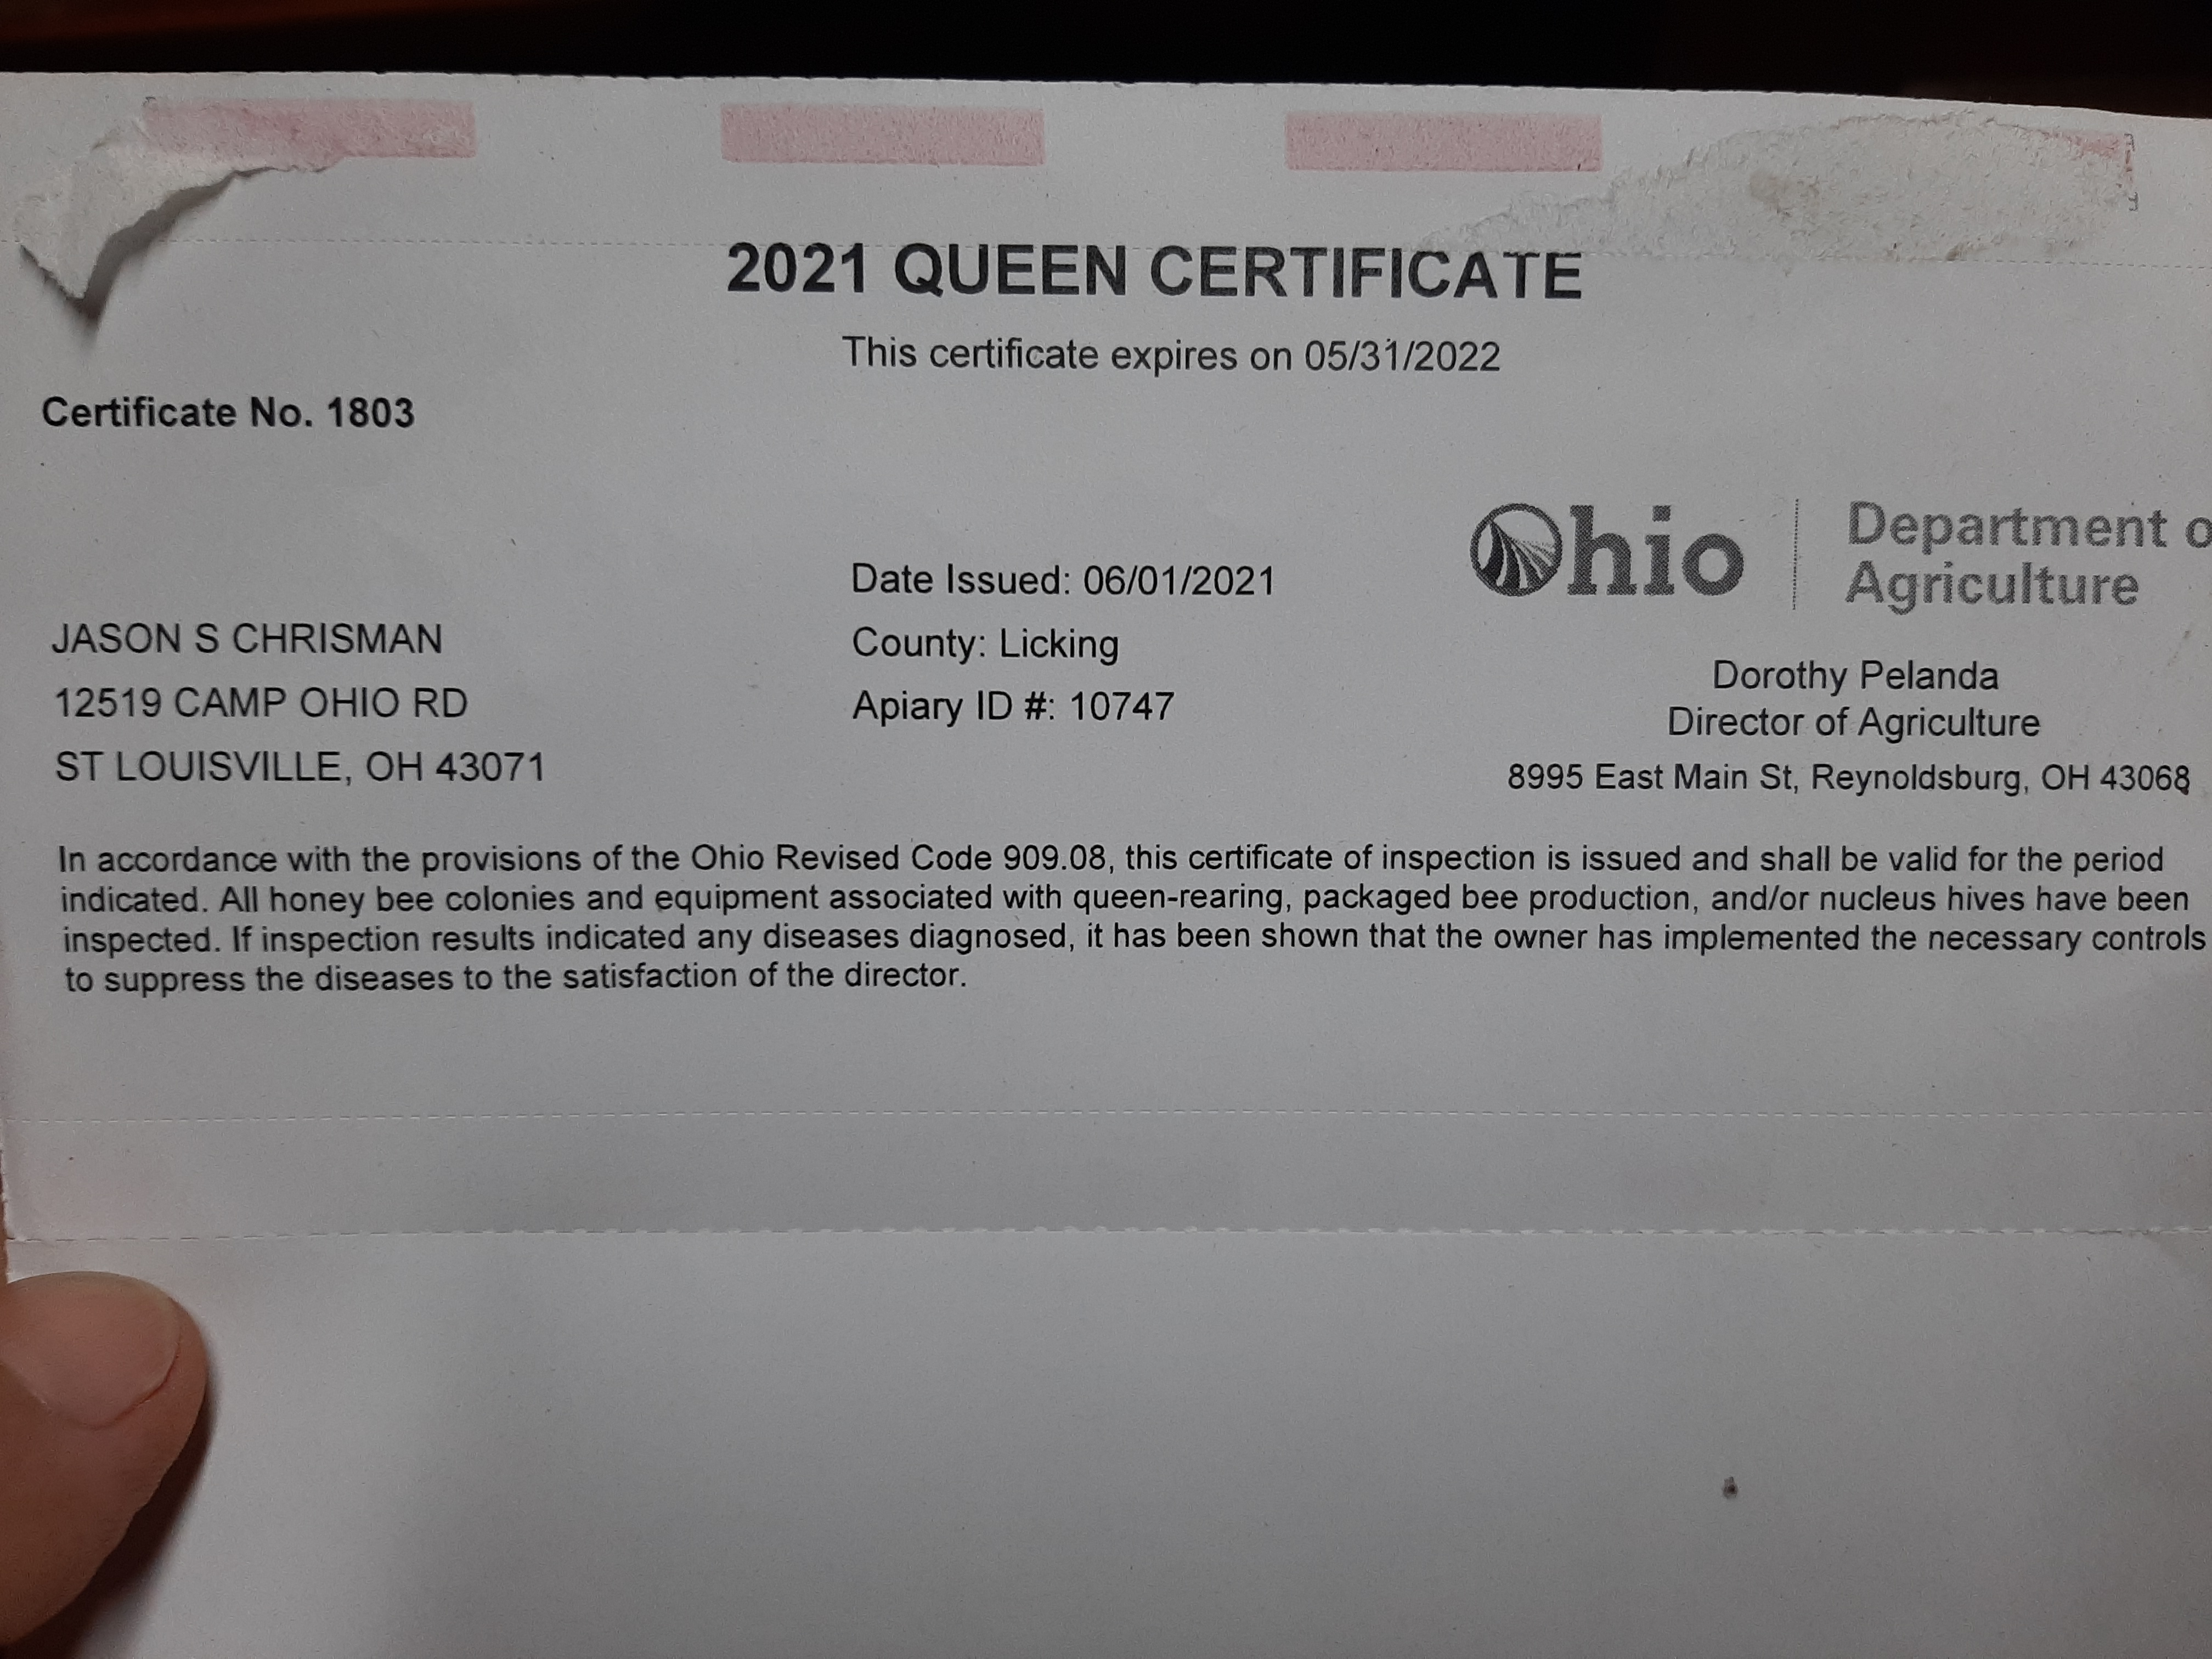 2021 QUEEN CERTIFICATE
This certificate expires on 05/31/2022
Certificate No. 1803
JASON S CHRISMAN
12519 CAMP OHIO RD
ST LOUISVILLE, OH 43071
Date Issued: 06/01/2021
County: Licking
Apiary ID #: 10747
Ohio
Department o
Agriculture
Dorothy Pelanda
Director of Agriculture
8995 East Main St, Reynoldsburg, OH 43068
In accordance with the provisions of the Ohio Revised Code 909.08, this certificate of inspection is issued and shall be valid for the period
indicated. All honey bee colonies and equipment associated with queen-rearing, packaged bee production, and/or nucleus hives have been
inspected. If inspection results indicated any diseases diagnosed, it has been shown that the owner has implemented the necessary controls
to suppress the diseases to the satisfaction of the director.